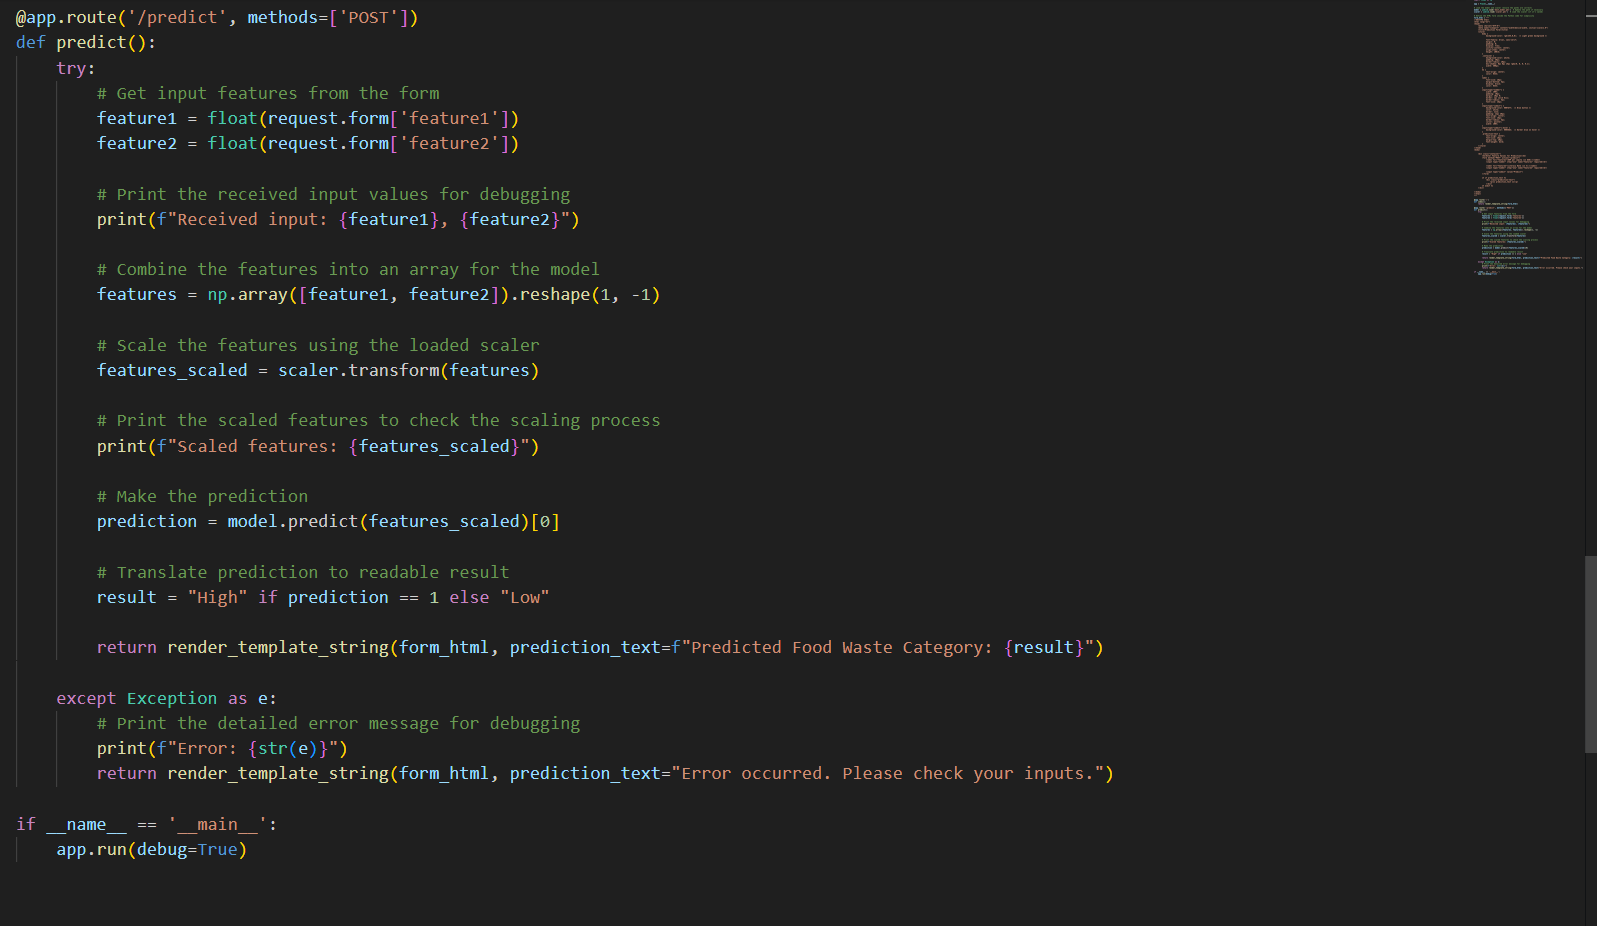 @app.route('/predict', methods=['POST'])
def predict():
    try:
        # Get input features from the form
        feature1 = float(request.form['feature1'])
        feature2 = float(request.form['feature2'])

        # Print the received input values for debugging
        print(f"Received input: {feature1}, {feature2}")

        # Combine the features into an array for the model
        features = np.array([feature1, feature2]).reshape(1, -1)

        # Scale the features using the loaded scaler
        features_scaled = scaler.transform(features)

        # Print the scaled features to check the scaling process
        print(f"Scaled features: {features_scaled}")

        # Make the prediction
        prediction = model.predict(features_scaled)[0]

        # Translate prediction to readable result
        result = "High" if prediction == 1 else "Low"

        return render_template_string(form_html, prediction_text=f"Predicted Food Waste Category: {result}")

    except Exception as e:
        # Print the detailed error message for debugging
        print(f"Error: {str(e)}")
        return render_template_string(form_html, prediction_text="Error occurred. Please check your inputs.")

if __name__ == '__main__':
    app.run(debug=True)